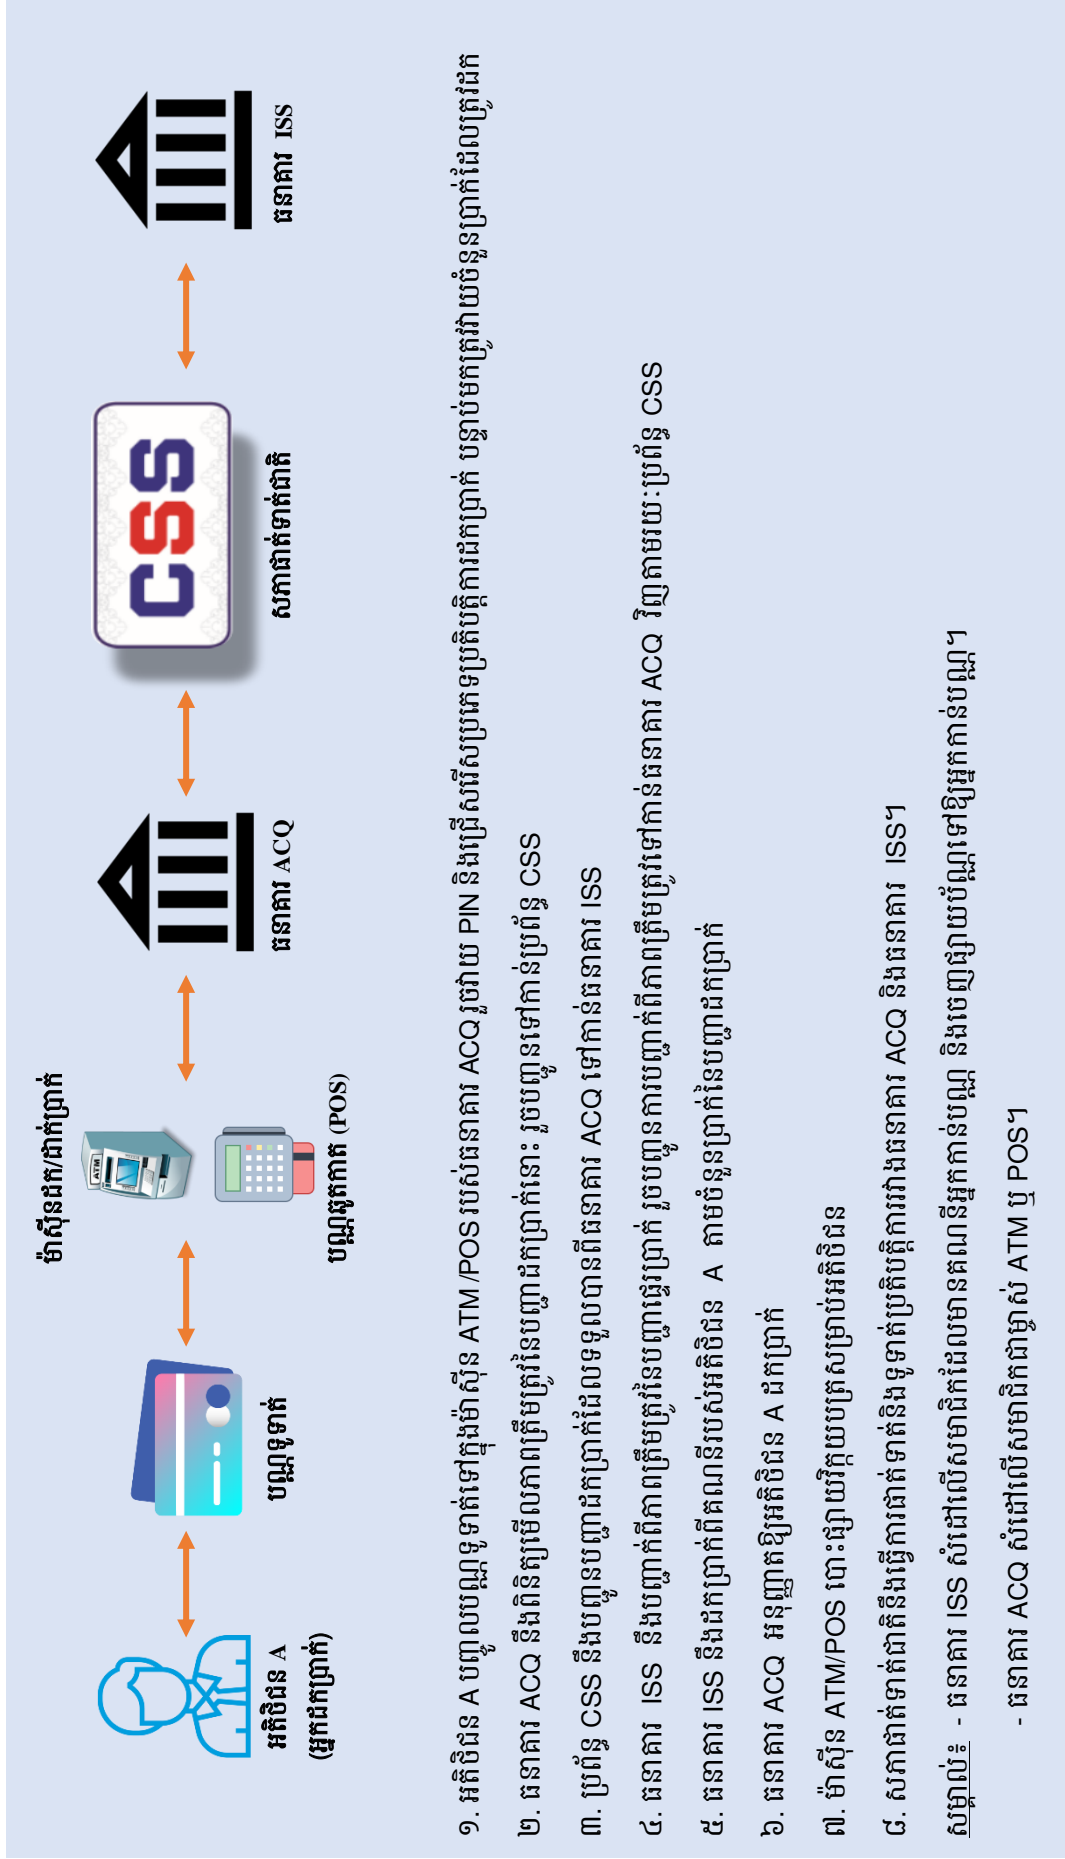 អតិថិជន A
(អ្នកដកប្រាក់)
បណ្ណទូទាត់
ម៉ាស៊ីនដក/ដាក់ប្រាក់
ATM
បណ្ណឆូតកាត (POS)
ធនាគារ ACQ
CSS
សភាផាត់ទាត់ជាតិ
ធនាគារ ISS
១. អតិថិជន A បញ្ចូលបណ្ណទូទាត់ទៅក្នុងម៉ាស៊ីន ATM /POS របស់ធនាគារ ACQ រួចវាយ PIN និងជ្រើសរើសប្រភេទប្រតិបត្តិការដកប្រាក់ បន្ទាប់មកត្រូវវាយចំនួនប្រាក់ដែលត្រូវដក
២. ធនាគារ ACQ នឹងពិនិត្យមើលភាពត្រឹមត្រូវនៃបញ្ជាដកប្រាក់នោះ រួចបញ្ជូនទៅកាន់ប្រព័ន្ធ CSS
៣. ប្រព័ន្ធ CSS នឹងបញ្ជូនបញ្ជាដកប្រាក់ដែលទទួលបានពីធនាគារ ACQ ទៅកាន់ធនាគារ ISS
៤. ធនាគារ ISS នឹងបញ្ជាក់ពីភាពត្រឹមត្រូវនៃបញ្ជាផ្ទេរប្រាក់ រួចបញ្ជូនការបញ្ជាក់ពីភាពត្រឹមត្រូវទៅកាន់ធនាគារ ACQ វិញតាមរយៈប្រព័ន្ធ CSS
៥. ធនាគារ ISS នឹងដកប្រាក់ពីគណនីរបស់អតិថិជន A តាមចំនួនប្រាក់នៃបញ្ជាដកប្រាក់
៦. ធនាគារ ACQ អនុញ្ញាតឱ្យអតិថិជន A ដកប្រាក់
៧. ម៉ាស៊ីន ATM/POS បោះផ្សាយវិក្កយបត្រសម្រាប់អតិថិជន
៨. សភាផាត់ទាត់ជាតិនឹងធ្វើការផាត់ទាត់និងទូទាត់ប្រតិបត្តិការរវាងធនាគារ ACQ និងធនាគារ ISS។
សម្គាល់៖ - ធនាគារ ISS សំដៅលើសមាជិកដែលមានគណនីអ្នកកាន់បណ្ណ និងចេញផ្សាយប័ណ្ណទៅឱ្យអ្នកកាន់បណ្ណ។
- ធនាគារ ACQ សំដៅលើសមាជិកជាម្ចាស់ ATM ឬ POS។